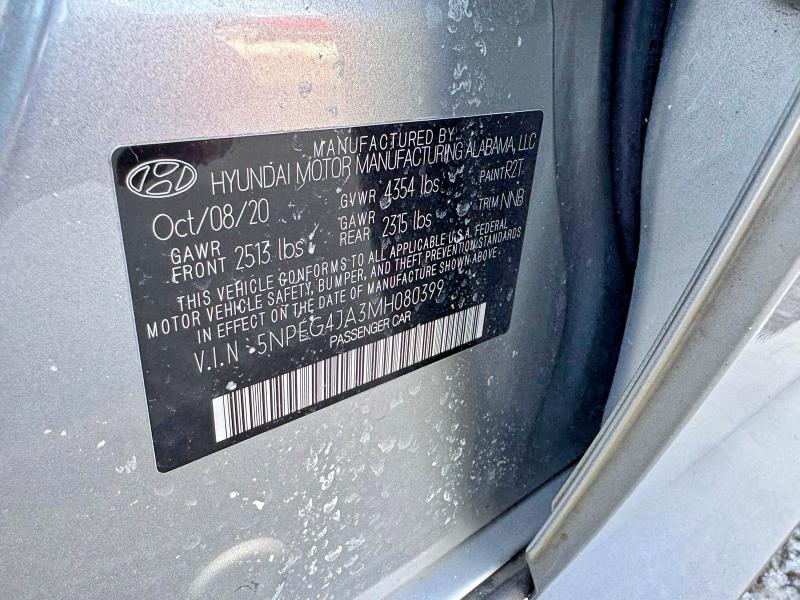 MANUFACTURED BY
HYUNDAI MOTOR MANUFACTURING ALABAMA, LLC
Oct/08/20 GVWR 4354 lbs PAINT R2T
GAWR FRONT 2513 lbs GAWR REAR 2315 lbs TRIM NNB
THIS VEHICLE CONFORMS TO ALL APPLICABLE U.S.A. FEDERAL
MOTOR VEHICLE SAFETY, BUMPER, AND THEFT PREVENTION STANDARDS
IN EFFECT ON THE DATE OF MANUFACTURE SHOWN ABOVE.
V.I.N 5NPEG4JA3MH080399
PASSENGER CAR